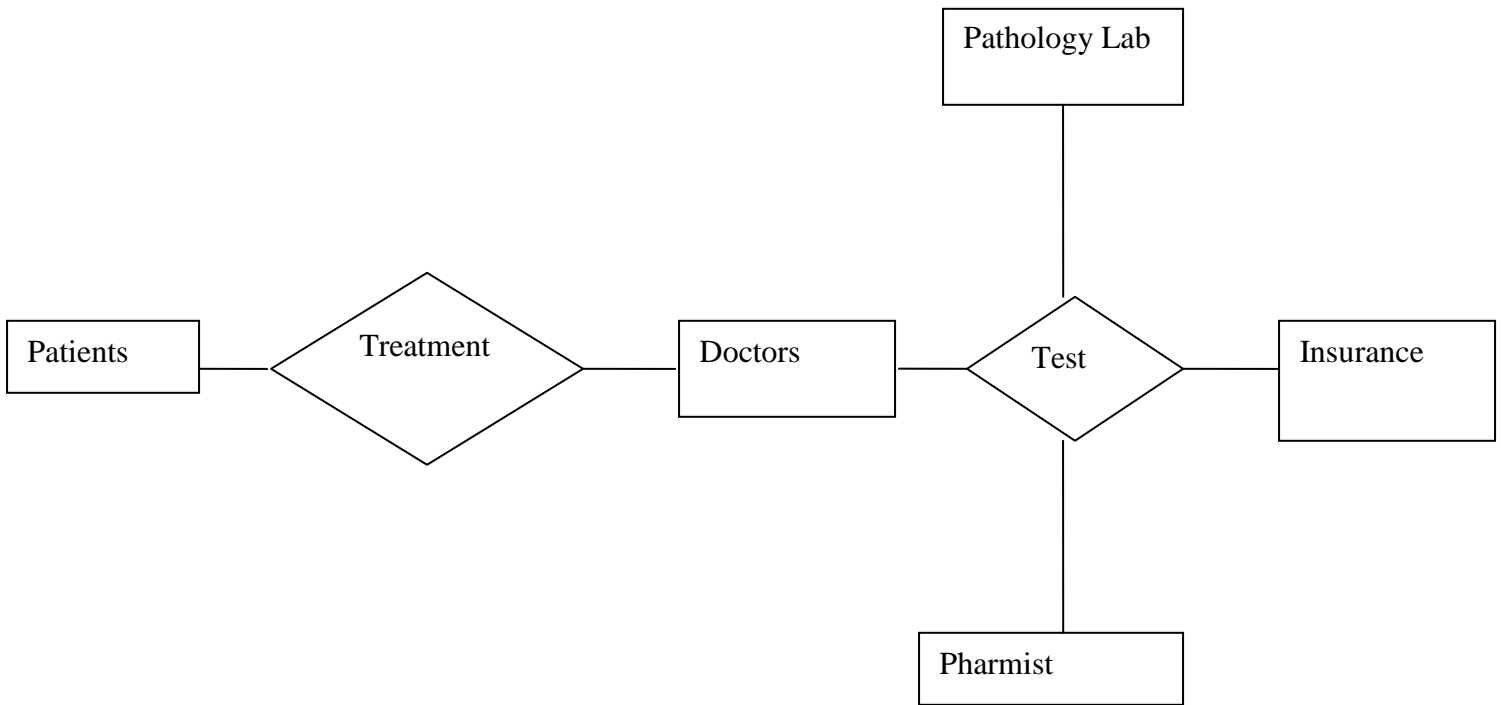 Pathology Lab
Patients
Treatment
Doctors
Test
Insurance
Pharmist